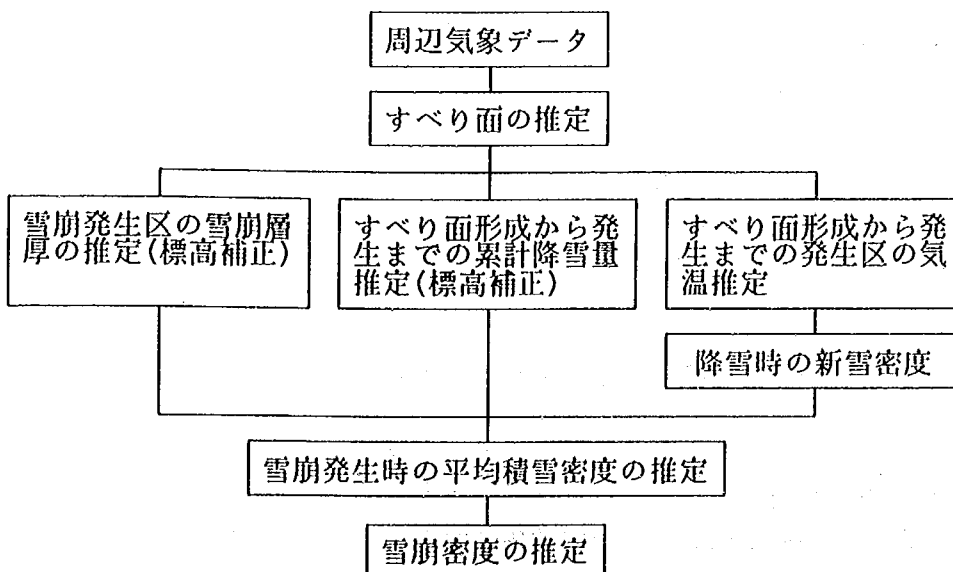 周辺気象データ
すべり面の推定
雪崩発生区の雪崩層
厚の推定(標高補正)
すべり面形成から発
生までの累計降雪量
推定(標高補正)
すべり面形成から発
生までの発生区の気
温推定
降雪時の新雪密度
雪崩発生時の平均積雪密度の推定
雪崩密度の推定